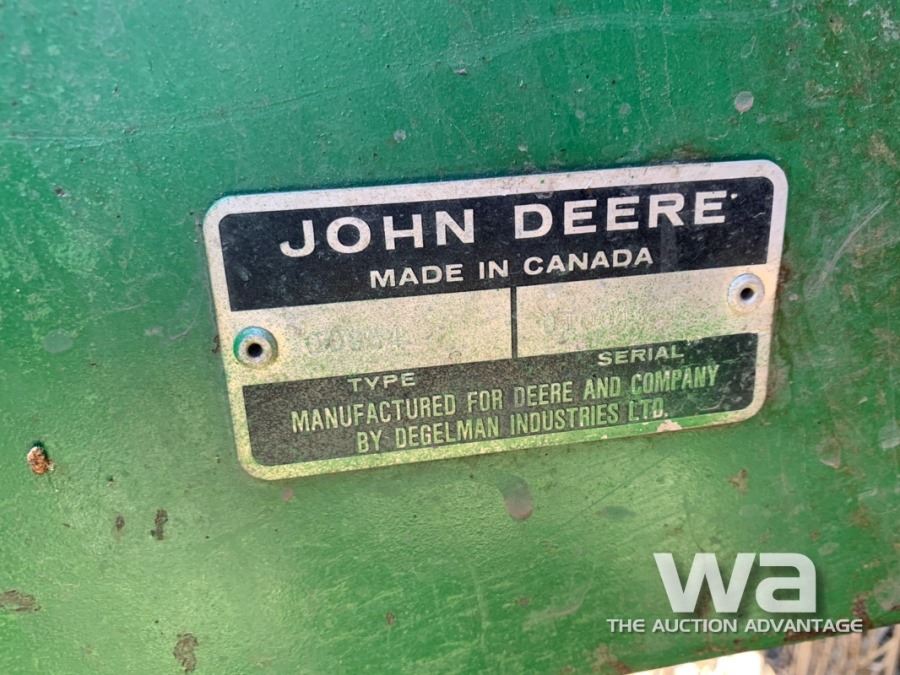 JOHN DEERE
MADE IN CANADA
TYPE
SERIAL
MANUFACTURED FOR DEERE AND COMPANY
BY DEGELMAN INDUSTRIES LTD.
wa
THE AUCTION ADVANTAGE